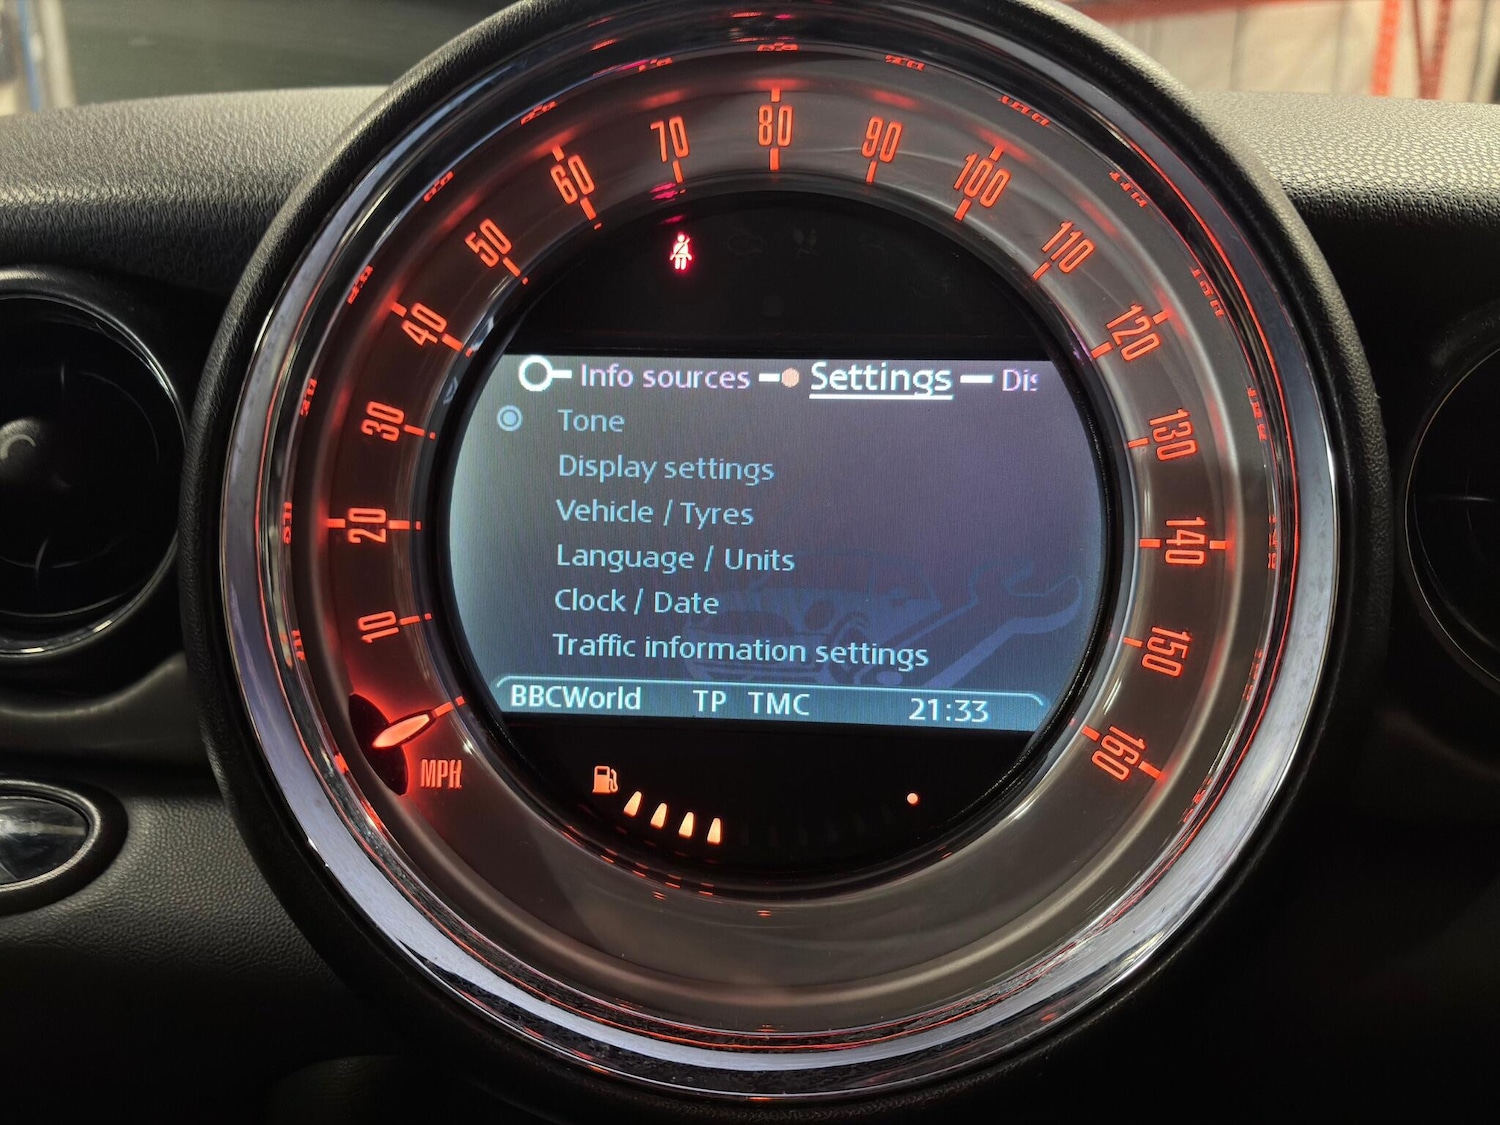 10
20
30
40
50
60
70
80
90
100
110
120
130
140
150
160
MPH
Info sources Settings Dis
Tone
Display settings
Vehicle / Tyres
Language / Units
Clock / Date
Traffic information settings
BBCWorld TP TMC 21:33